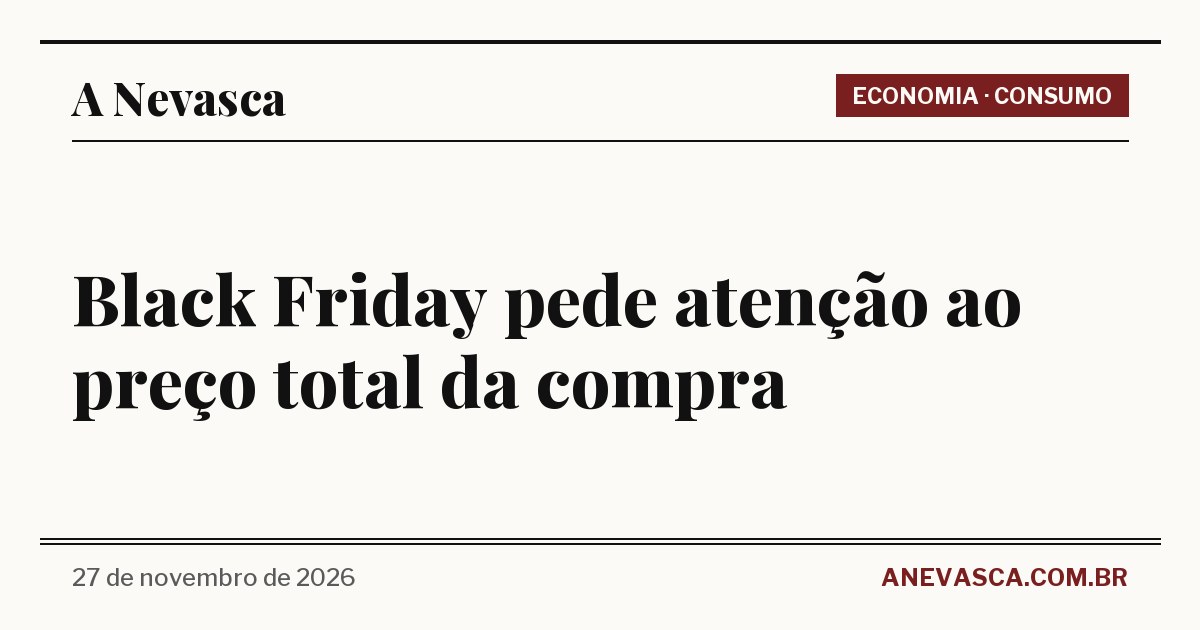 A Nevasca
ECONOMIA · CONSUMO
Black Friday pede atenção ao
preço total da compra
27 de novembro de 2026
ANEVASCA.COM.BR